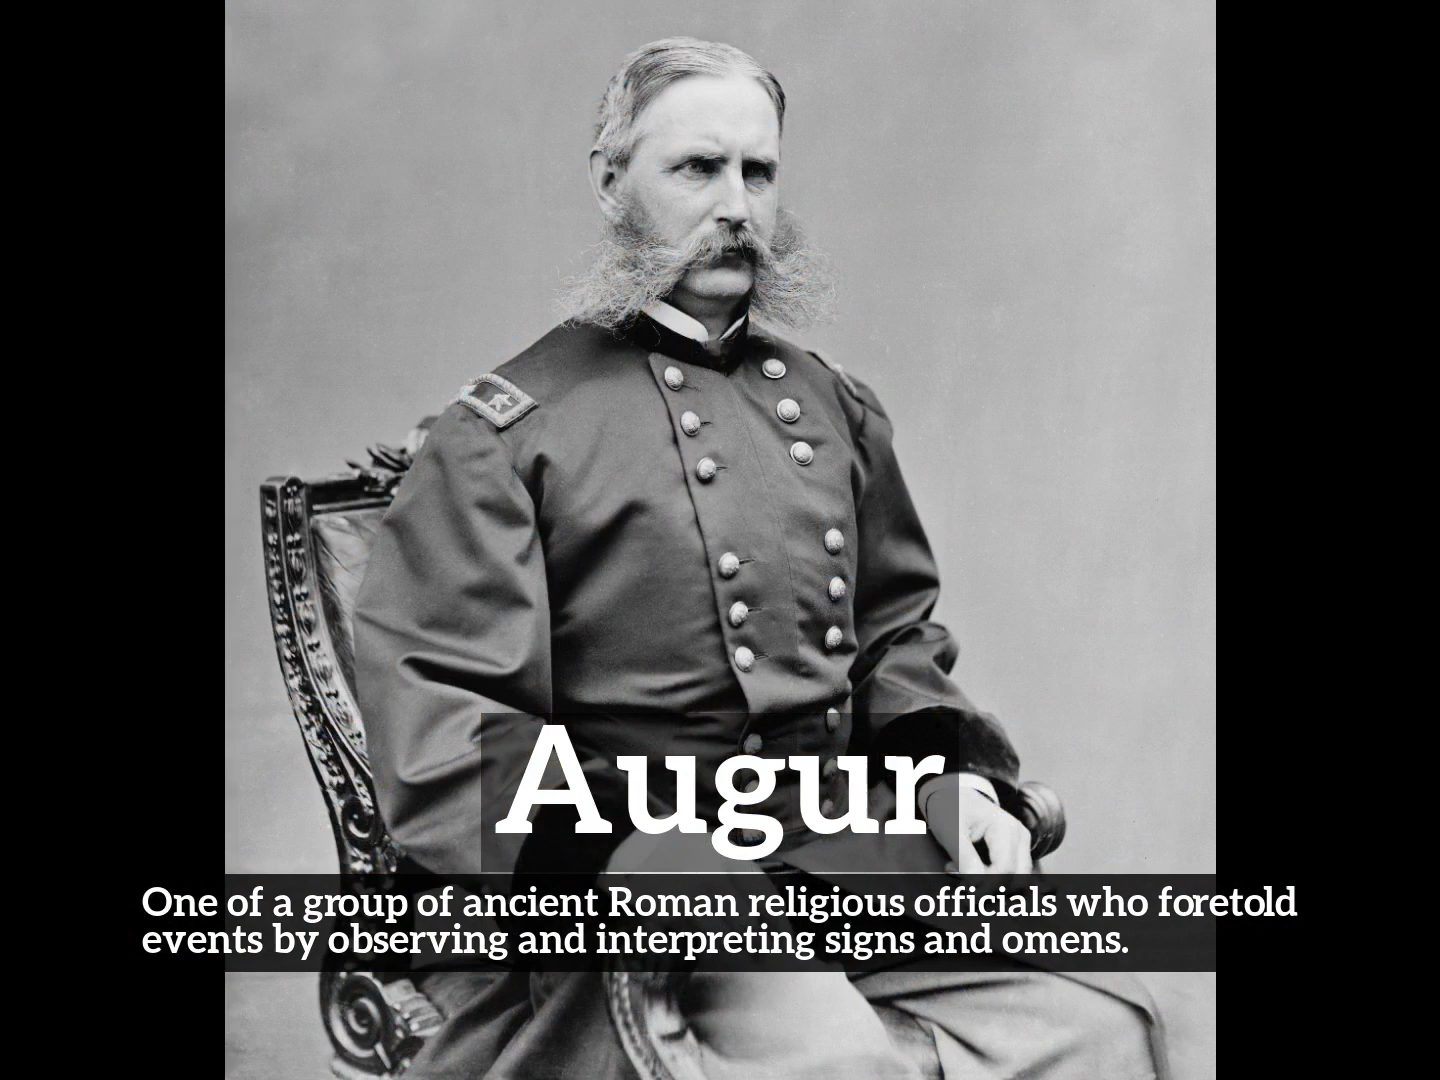 Augur
One of a group of ancient Roman religious officials who foretold
events by observing and interpreting signs and omens.